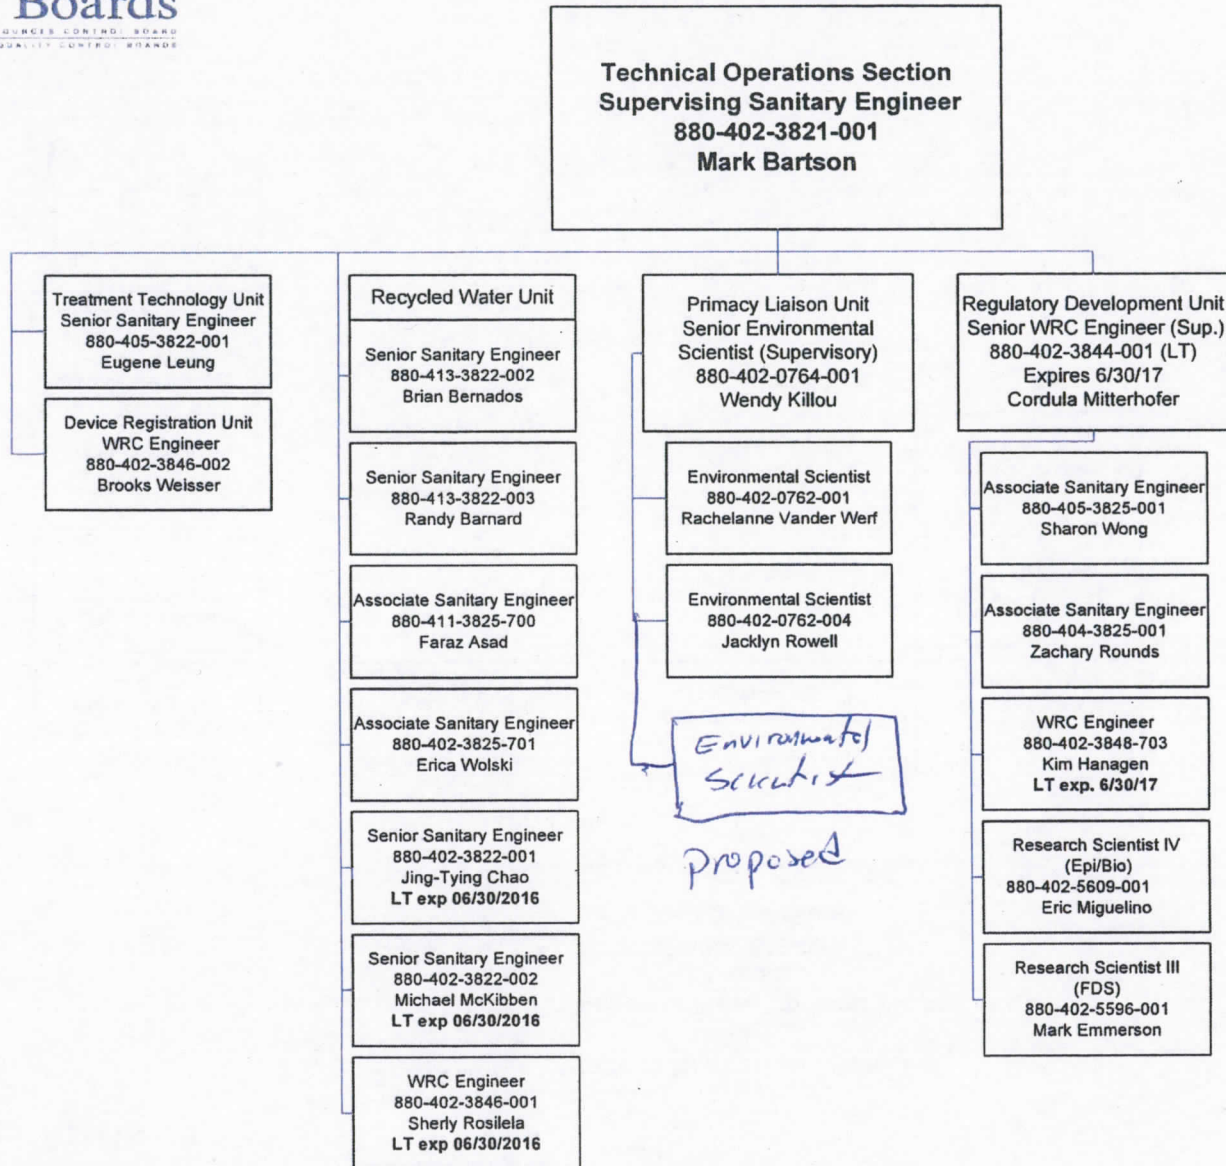 Boards
Technical Operations Section
Supervising Sanitary Engineer
880-402-3821-001
Mark Bartson
Treatment Technology Unit
Senior Sanitary Engineer
880-405-3822-001
Eugene Leung
Device Registration Unit
WRC Engineer
880-402-3846-002
Brooks Weisser
Recycled Water Unit
Senior Sanitary Engineer
880-413-3822-002
Brian Bernados
Senior Sanitary Engineer
880-413-3822-003
Randy Barnard
Associate Sanitary Engineer
880-411-3825-700
Faraz Asad
Associate Sanitary Engineer
880-402-3825-701
Erica Wolski
Senior Sanitary Engineer
880-402-3822-001
Jing-Tying Chao
LT exp 06/30/2016
Senior Sanitary Engineer
880-402-3822-002
Michael McKibben
LT exp 06/30/2016
WRC Engineer
880-402-3846-001
Sherly Rosilela
LT exp 06/30/2016
Primacy Liaison Unit
Senior Environmental
Scientist (Supervisory)
880-402-0764-001
Wendy Killou
Environmental Scientist
880-402-0762-001
Rachelanne Vander Werf
Environmental Scientist
880-402-0762-004
Jacklyn Rowell
Environmental
Scientist
proposed
Regulatory Development Unit
Senior WRC Engineer (Sup.)
880-402-3844-001 (LT)
Expires 6/30/17
Cordula Mitterhofer
Associate Sanitary Engineer
880-405-3825-001
Sharon Wong
Associate Sanitary Engineer
880-404-3825-001
Zachary Rounds
WRC Engineer
880-402-3848-703
Kim Hanagen
LT exp. 6/30/17
Research Scientist IV
(Epi/Bio)
880-402-5609-001
Eric Miguelino
Research Scientist III
(FDS)
880-402-5596-001
Mark Emmerson